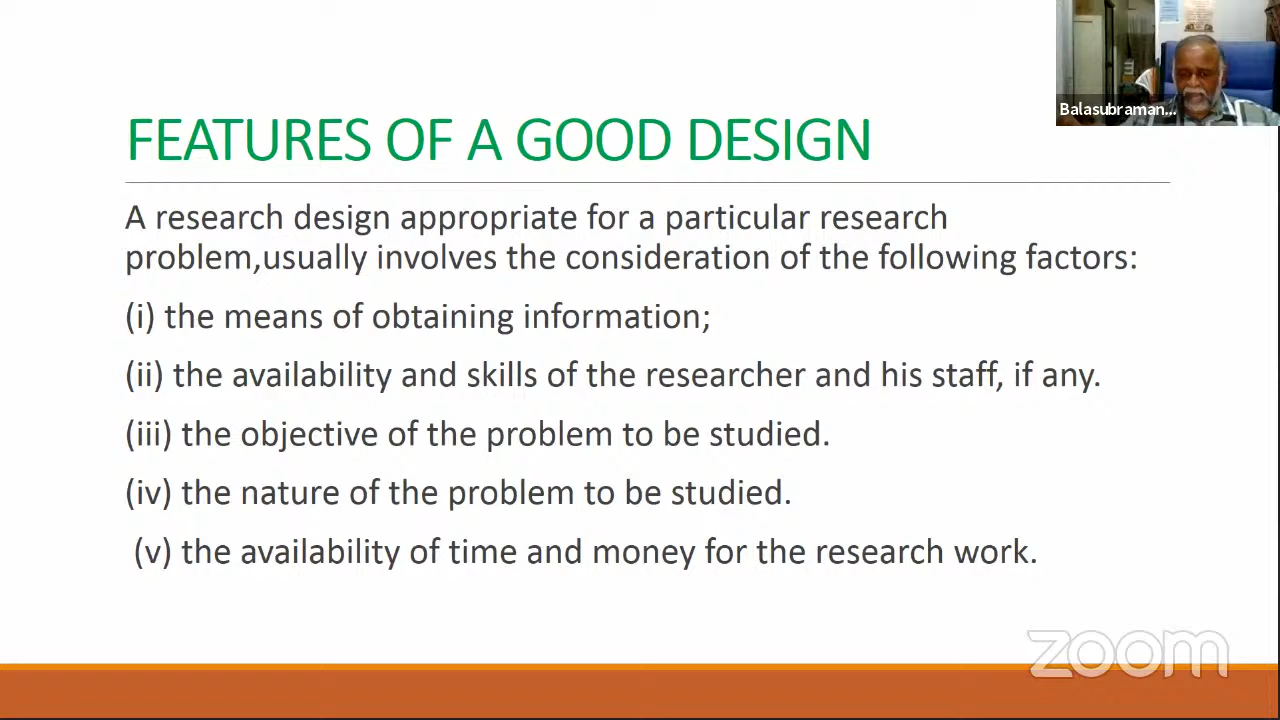 Balasubraman...
FEATURES OF A GOOD DESIGN
A research design appropriate for a particular research
problem,usually involves the consideration of the following factors:
(i) the means of obtaining information;
(ii) the availability and skills of the researcher and his staff, if any.
(iii) the objective of the problem to be studied.
(iv) the nature of the problem to be studied.
(v) the availability of time and money for the research work.
zoom